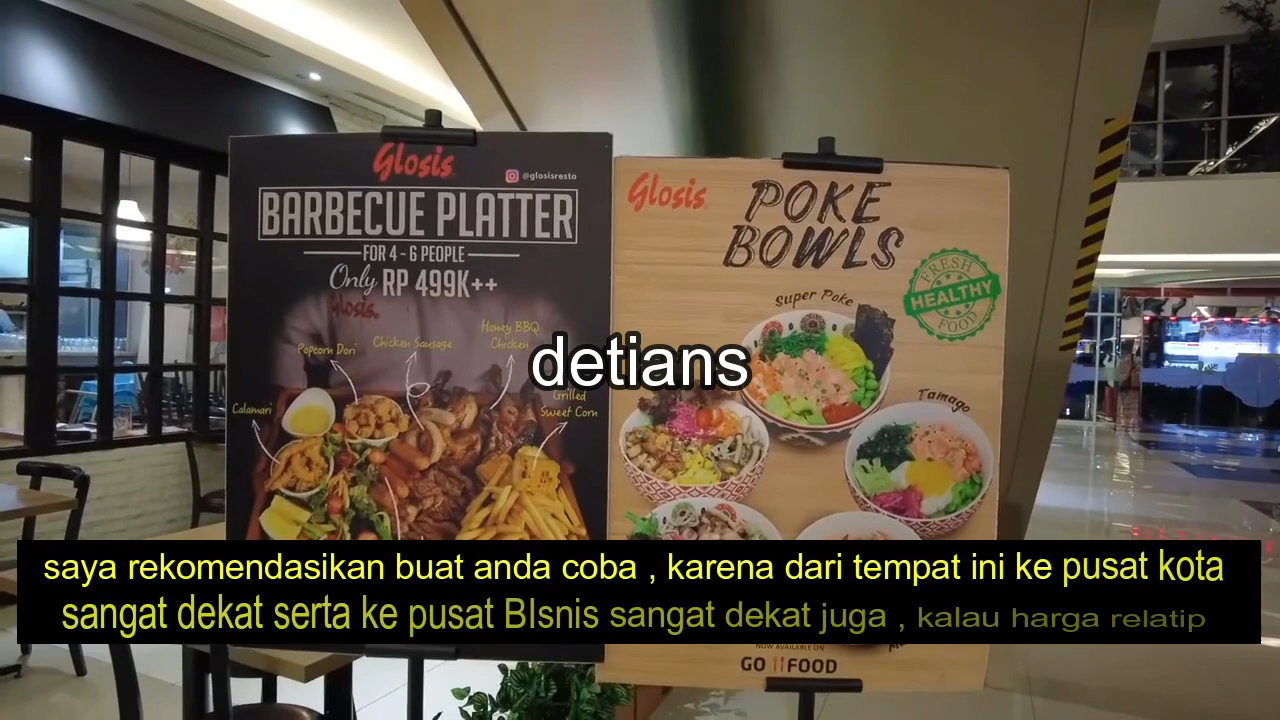 Glosis
@glosisresto
BARBECUE PLATTER
FOR 4 - 6 PEOPLE
Only RP 499K++
Glosis
Popcorn Dori
Chicken Sausage
Honey BBQ
Chicken
Calamari
Grilled
Sweet Corn
Glosis
POKE
BOWLS
FRESH
HEALTHY
FOOD
Super Poke
Tamago
detians
saya rekomendasikan buat anda coba , karena dari tempat ini ke pusat kota
sangat dekat serta ke pusat BIsnis sangat dekat juga , kalau harga relatip
NOW AVAILABLE ON
GO FOOD